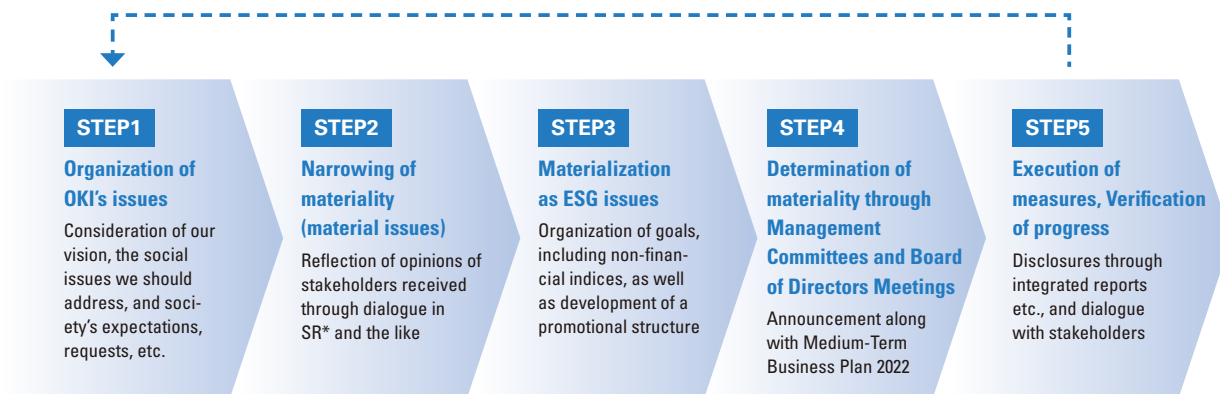 STEP1
Organization of
OKI's issues
Consideration of our
vision, the social
issues we should
address, and soci-
ety's expectations,
requests, etc.
STEP2
Narrowing of
materiality
(material issues)
Reflection of opinions of
stakeholders received
through dialogue in
SR* and the like
STEP3
Materialization
as ESG issues
Organization of goals,
including non-finan-
cial indices, as well
as development of a
promotional structure
STEP4
Determination of
materiality through
Management
Committees and Board
of Directors Meetings
Announcement along
with Medium-Term
Business Plan 2022
STEP5
Execution of
measures, Verification
of progress
Disclosures through
integrated reports
etc., and dialogue
with stakeholders